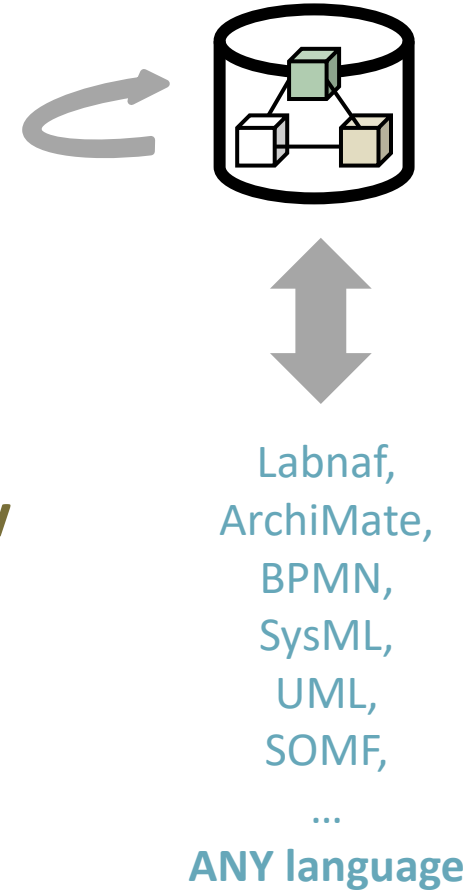 Labnaf,
ArchiMate,
BPMN,
SysML,
UML,
SOMF,
...
ANY language